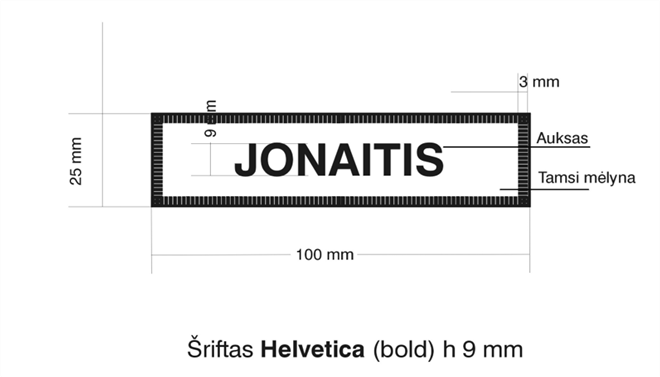 3 mm
9 mm
Auksas
JONAITIS
25 mm
Tamsi mėlyna
100 mm
Šriftas Helvetica (bold) h 9 mm